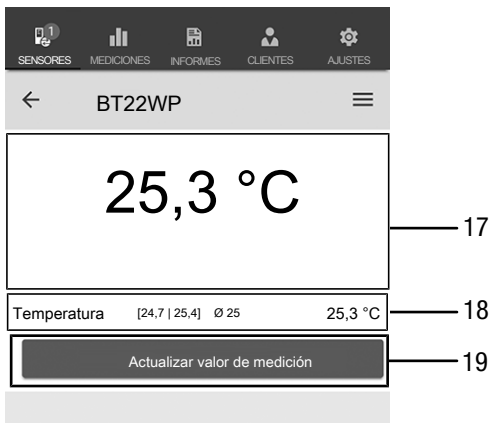 1
SENSORES MEDICIONES INFORMES CLIENTES AJUSTES
BT22WP
25,3 °C
17
Temperatura [24,7 | 25,4] Ø 25 25,3 °C
18
Actualizar valor de medición
19